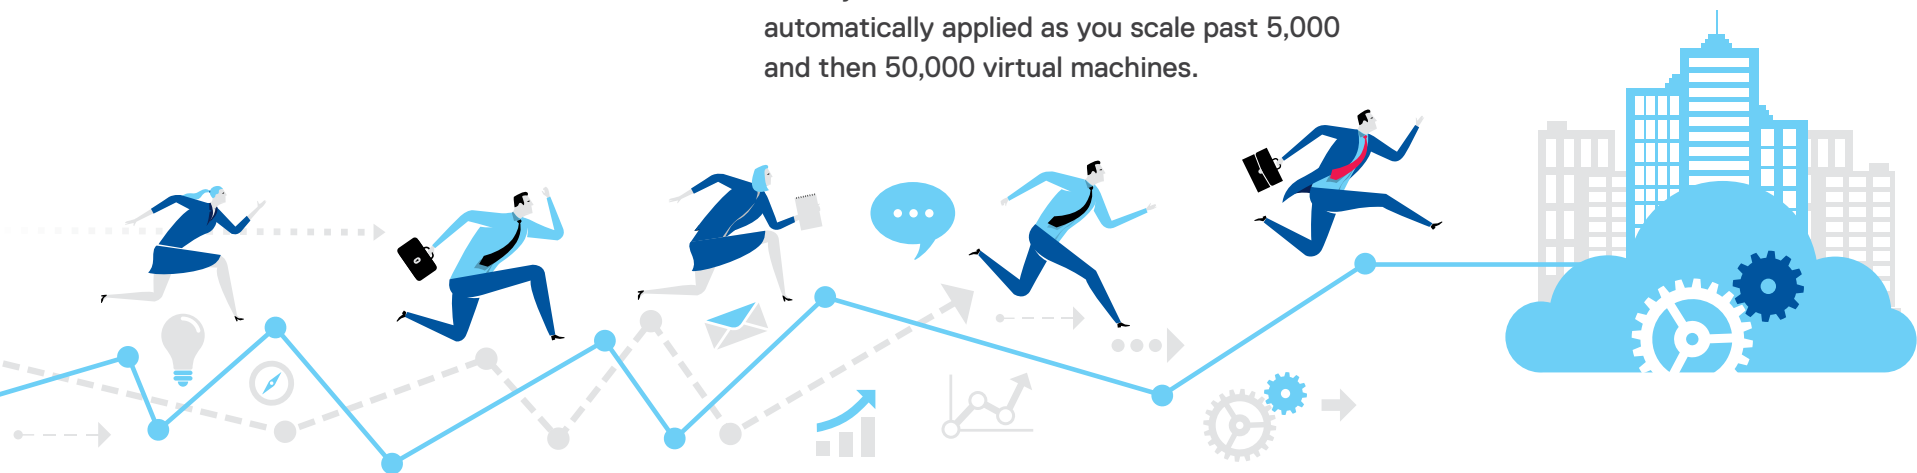 automatically applied as you scale past 5,000
and then 50,000 virtual machines.